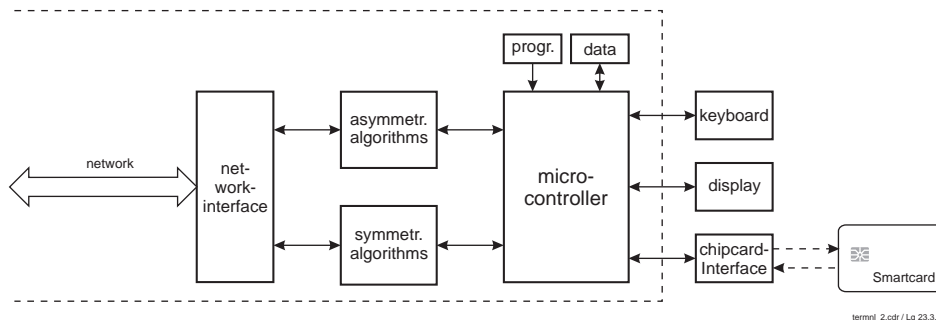 progr.
data
network
net-
work-
interface
asymmetr.
algorithms
symmetr.
algorithms
micro-
controller
keyboard
display
chipcard-
Interface
Smartcard
termnl_2.cdr / Lg 23.3.